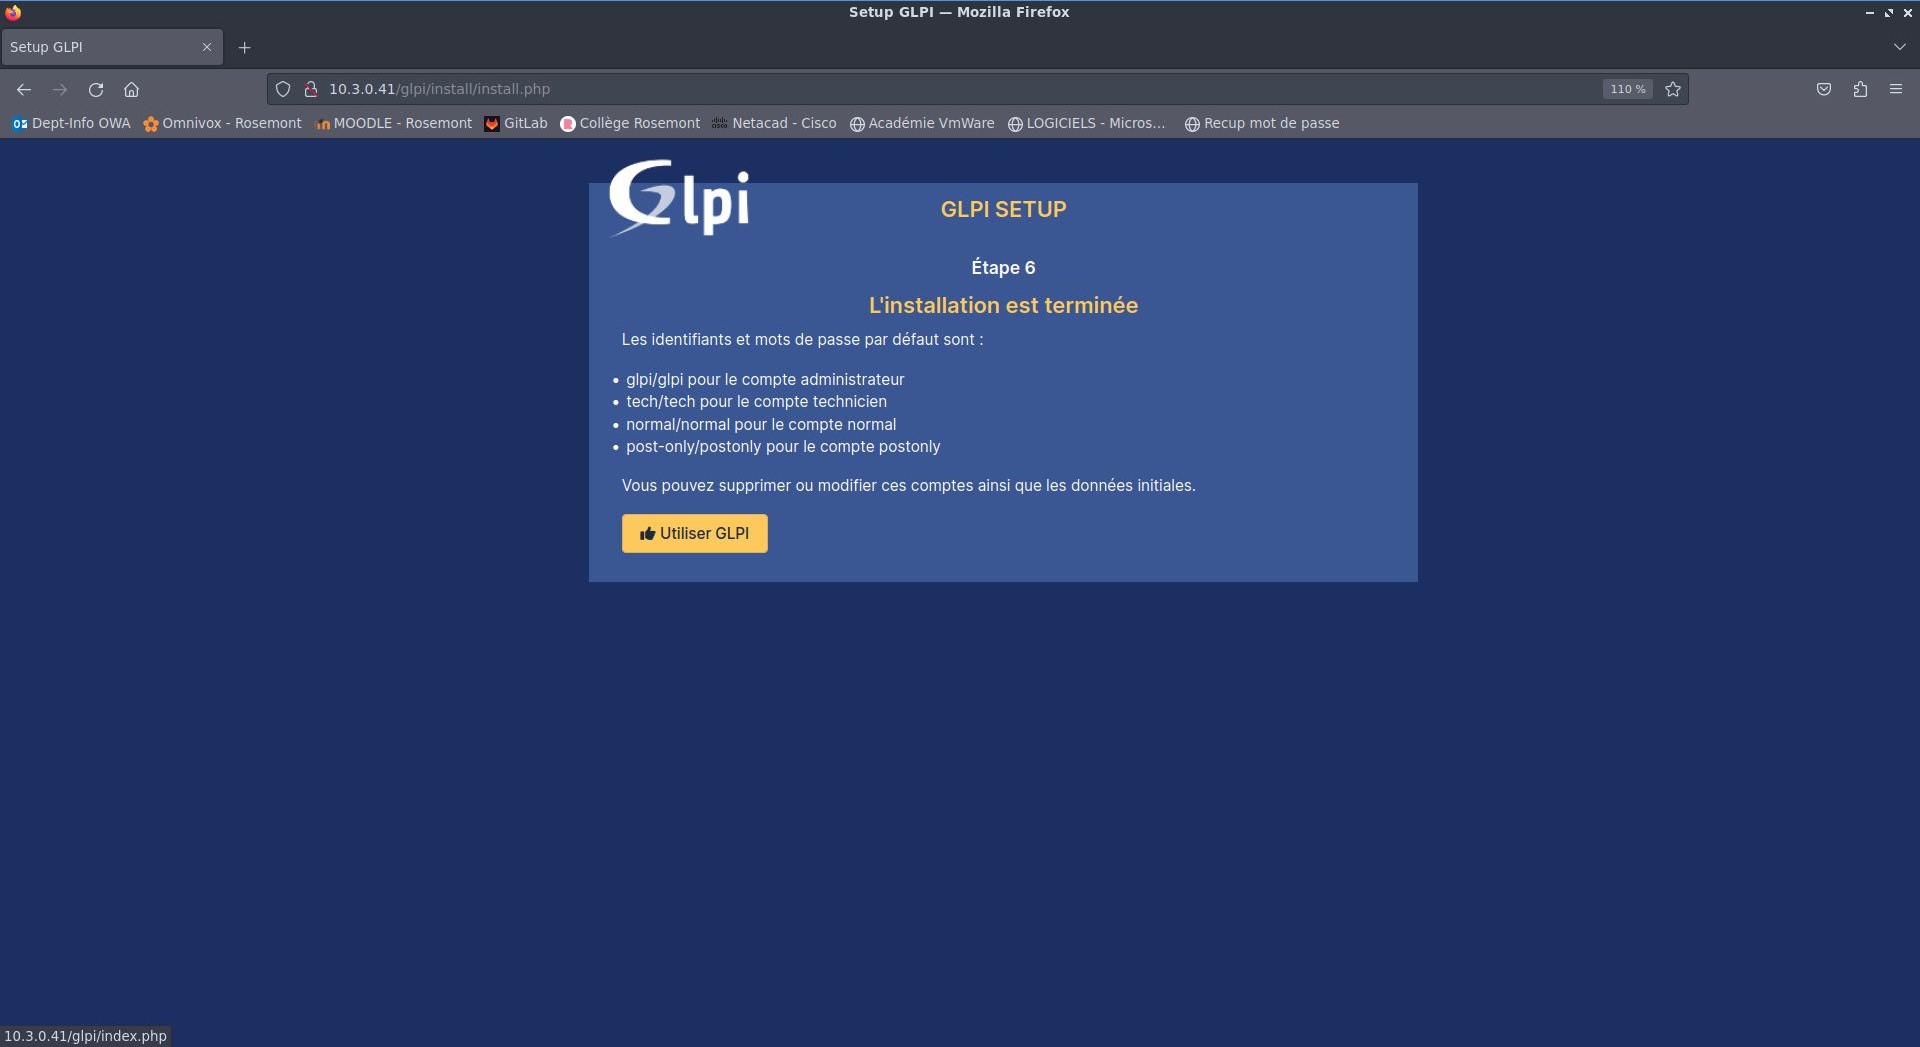 Setup GLPI — Mozilla Firefox
Setup GLPI
10.3.0.41/glpi/install/install.php
110 %
Dept-Info OWA Omnivox - Rosemont MOODLE - Rosemont GitLab Collège Rosemont Netacad - Cisco Académie VmWare LOGICIELS - Micros… Recup mot de passe
Glpi
GLPI SETUP
Étape 6
L'installation est terminée
Les identifiants et mots de passe par défaut sont :
• glpi/glpi pour le compte administrateur
• tech/tech pour le compte technicien
• normal/normal pour le compte normal
• post-only/postonly pour le compte postonly
Vous pouvez supprimer ou modifier ces comptes ainsi que les données initiales.
Utiliser GLPI
10.3.0.41/glpi/index.php